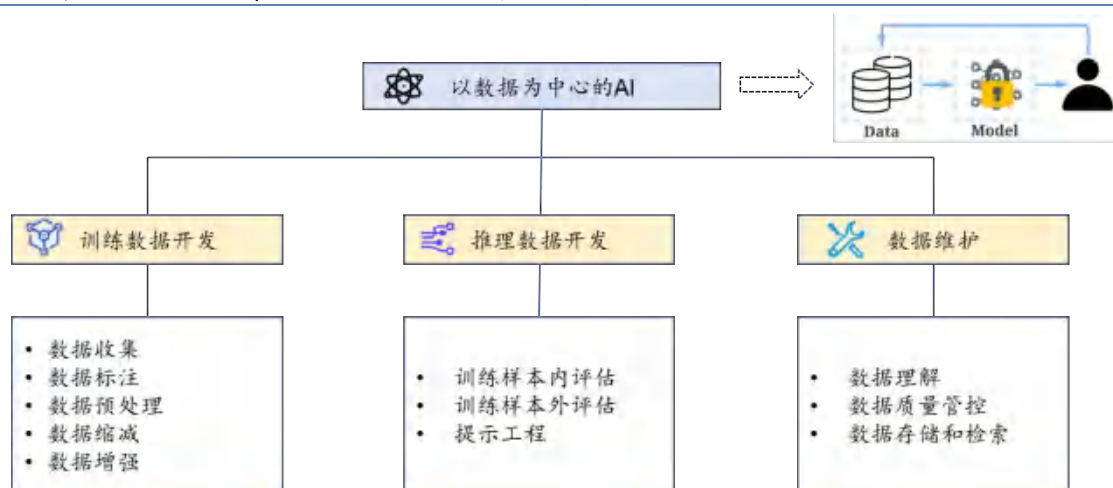 以数据为中心的AI
Data
Model
训练数据开发
推理数据开发
数据维护
• 数据收集
• 数据标注
• 数据预处理
• 数据缩减
• 数据增强
• 训练样本内评估
• 训练样本外评估
• 提示工程
• 数据理解
• 数据质量管控
• 数据存储和检索